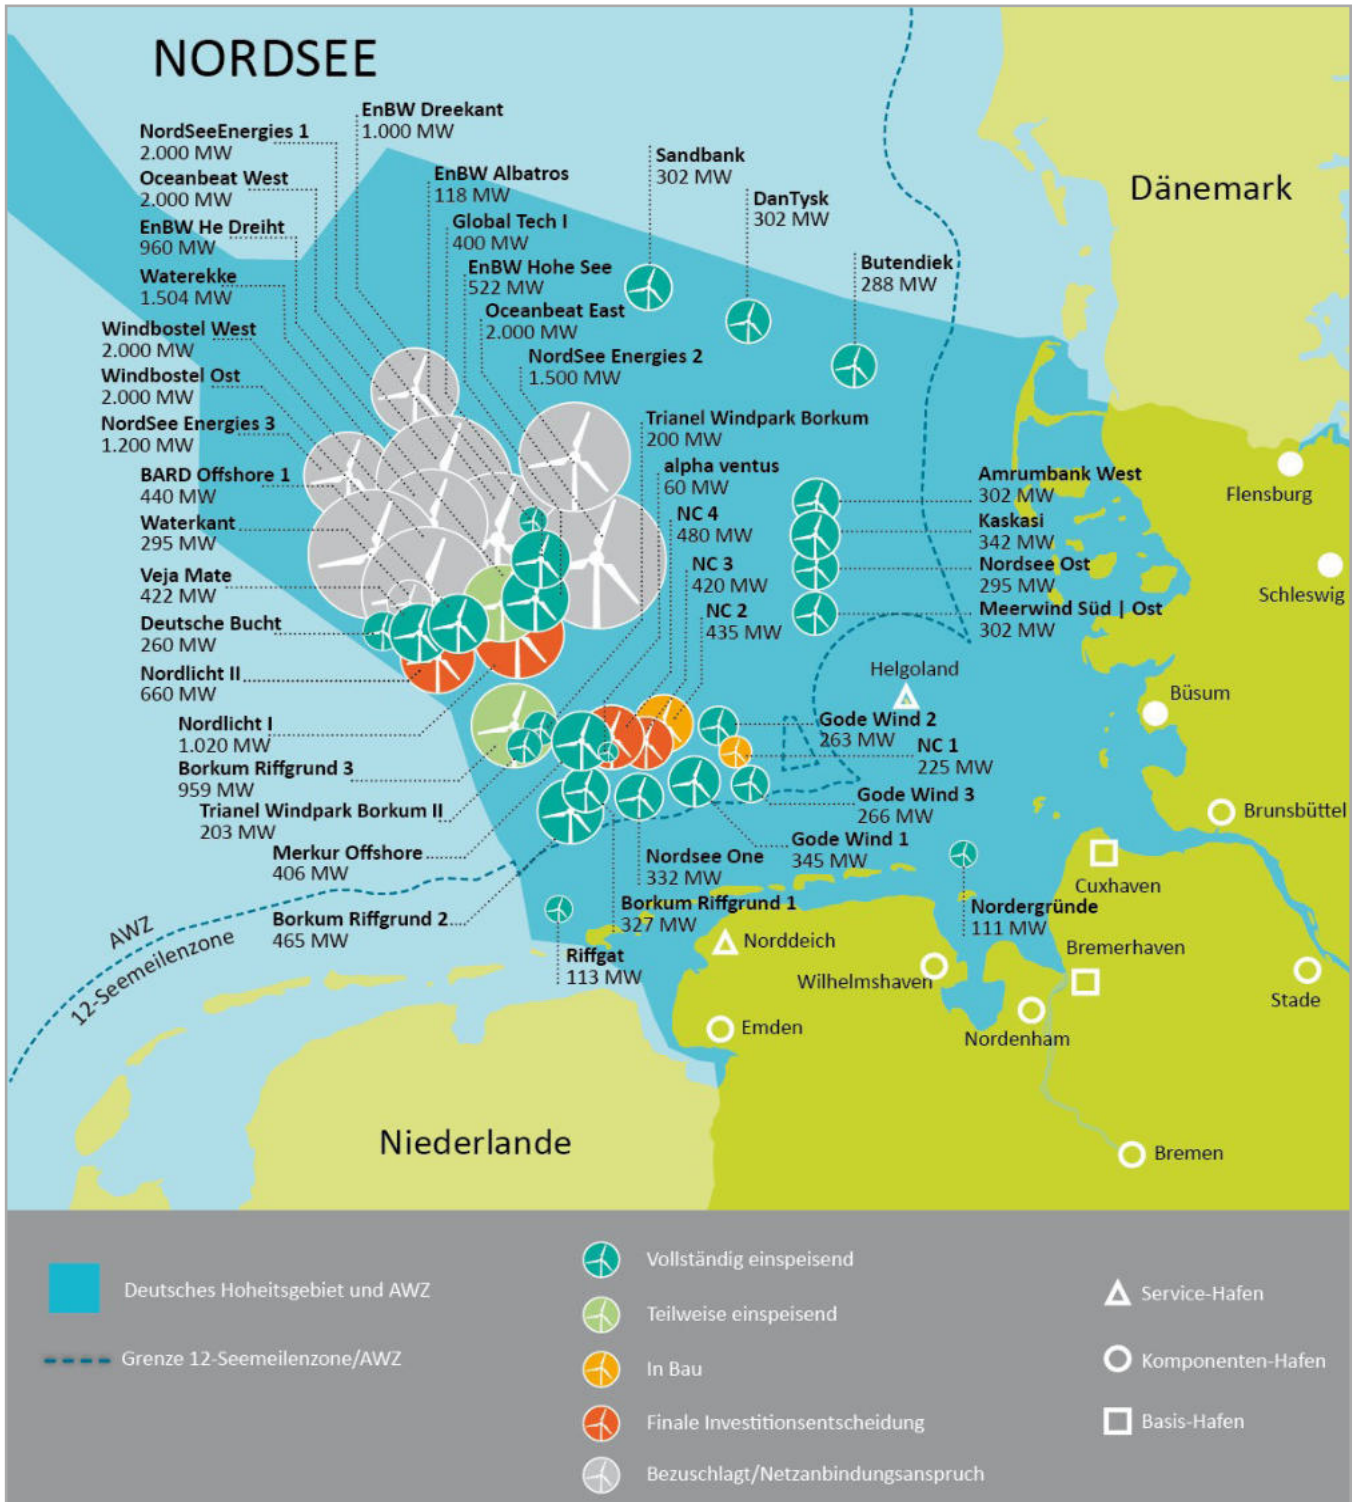 NORDSEE
EnBW Dreekant
1.000 MW
NordSeeEnergies 1
2.000 MW
Oceanbeat West
2.000 MW
EnBW He Dreiht
960 MW
Waterekke
1.504 MW
Windbostel West
2.000 MW
Windbostel Ost
2.000 MW
NordSee Energies 3
1.200 MW
BARD Offshore 1
440 MW
Waterkant
295 MW
Veja Mate
422 MW
Deutsche Bucht
260 MW
Nordlicht II
660 MW
Nordlicht I
1.020 MW
Borkum Riffgrund 3
959 MW
Trianel Windpark Borkum II
203 MW
Merkur Offshore
406 MW
Borkum Riffgrund 2
465 MW
EnBW Albatros
118 MW
Global Tech I
400 MW
EnBW Hohe See
522 MW
Oceanbeat East
2.000 MW
NordSee Energies 2
1.500 MW
Sandbank
302 MW
DanTysk
302 MW
Butendiek
288 MW
Dänemark
Trianel Windpark Borkum
200 MW
alpha ventus
60 MW
NC 4
480 MW
NC 3
420 MW
NC 2
435 MW
Amrumbank West
302 MW
Kaskasi
342 MW
Nordsee Ost
295 MW
Meerwind Süd | Ost
302 MW
Flensburg
Schleswig
Helgoland
Büsum
Gode Wind 2
263 MW
NC 1
225 MW
Gode Wind 3
266 MW
Gode Wind 1
345 MW
Nordsee One
332 MW
Borkum Riffgrund 1
327 MW
Riffgat
113 MW
Nordergründe
111 MW
Brunsbüttel
Cuxhaven
Bremerhaven
Norddeich
Wilhelmshaven
Emden
Nordenham
Stade
Bremen
AWZ
12-Seemeilenzone
Niederlande
Deutsches Hoheitsgebiet und AWZ
Grenze 12-Seemeilenzone/AWZ
Vollständig einspeisend
Teilweise einspeisend
In Bau
Finale Investitionsentscheidung
Bezuschlagt/Netzanbindungsanspruch
Service-Hafen
Komponenten-Hafen
Basis-Hafen